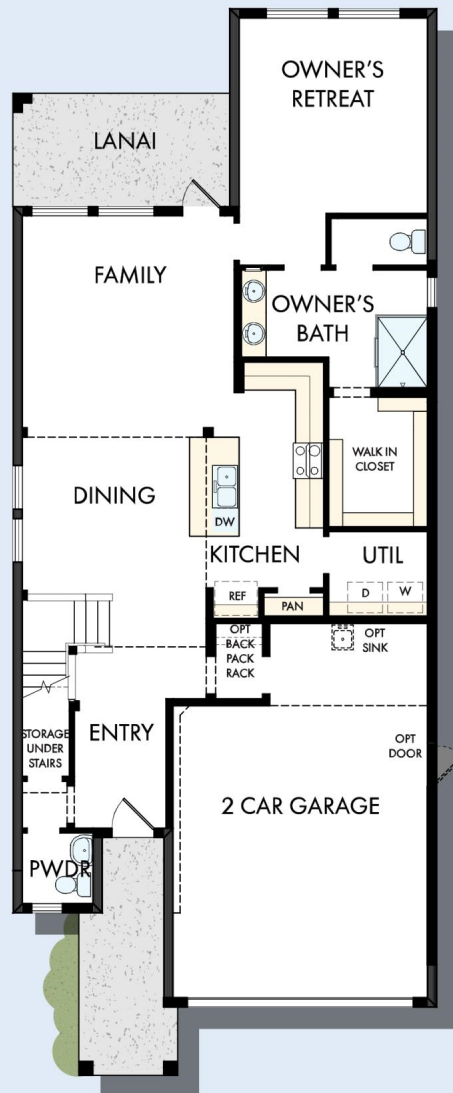 OWNER'S
RETREAT
LANAI
FAMILY
OWNER'S
BATH
WALK IN
CLOSET
DINING
DW
KITCHEN
UTIL
REF
PAN
D
W
OPT
BACK
PACK
RACK
OPT
SINK
STORAGE
UNDER
STAIRS
ENTRY
OPT
DOOR
2 CAR GARAGE
PWDR